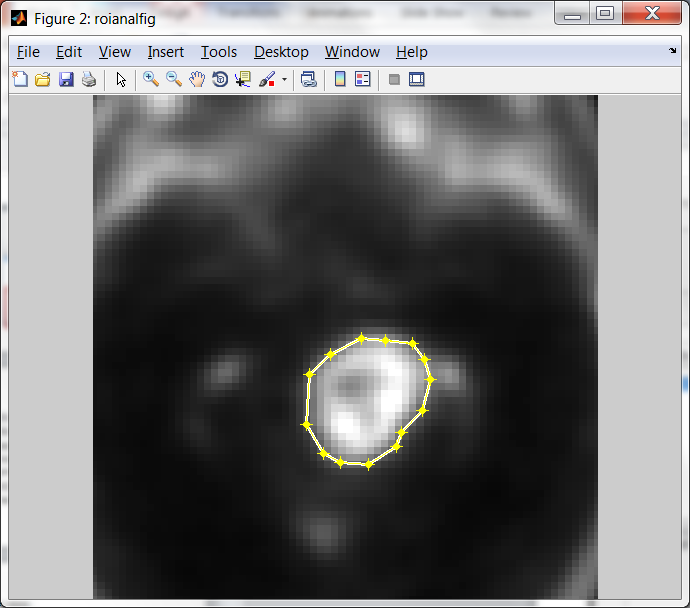 Figure 2: roianalfig
File Edit View Insert Tools Desktop Window Help